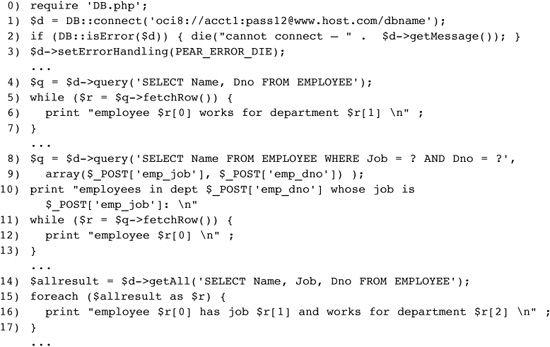 0) require 'DB.php';
1) $d = DB::connect('oci8://acct1:pass12@www.host.com/dbname');
2) if (DB::isError($d)) { die("cannot connect – " . $d->getMessage()); }
3) $d->setErrorHandling(PEAR_ERROR_DIE);
...
4) $q = $d->query('SELECT Name, Dno FROM EMPLOYEE');
5) while ($r = $q->fetchRow()) {
6) print "employee $r[0] works for department $r[1] \n" ;
7) }
...
8) $q = $d->query('SELECT Name FROM EMPLOYEE WHERE Job = ? AND Dno = ?',
9) array($_POST['emp_job'], $_POST['emp_dno']) );
10) print "employees in dept $_POST['emp_dno'] whose job is
$_POST['emp_job']: \n"
11) while ($r = $q->fetchRow()) {
12) print "employee $r[0] \n" ;
13) }
...
14) $allresult = $d->getAll('SELECT Name, Job, Dno FROM EMPLOYEE');
15) foreach ($allresult as $r) {
16) print "employee $r[0] has job $r[1] and works for department $r[2] \n" ;
17) }
...